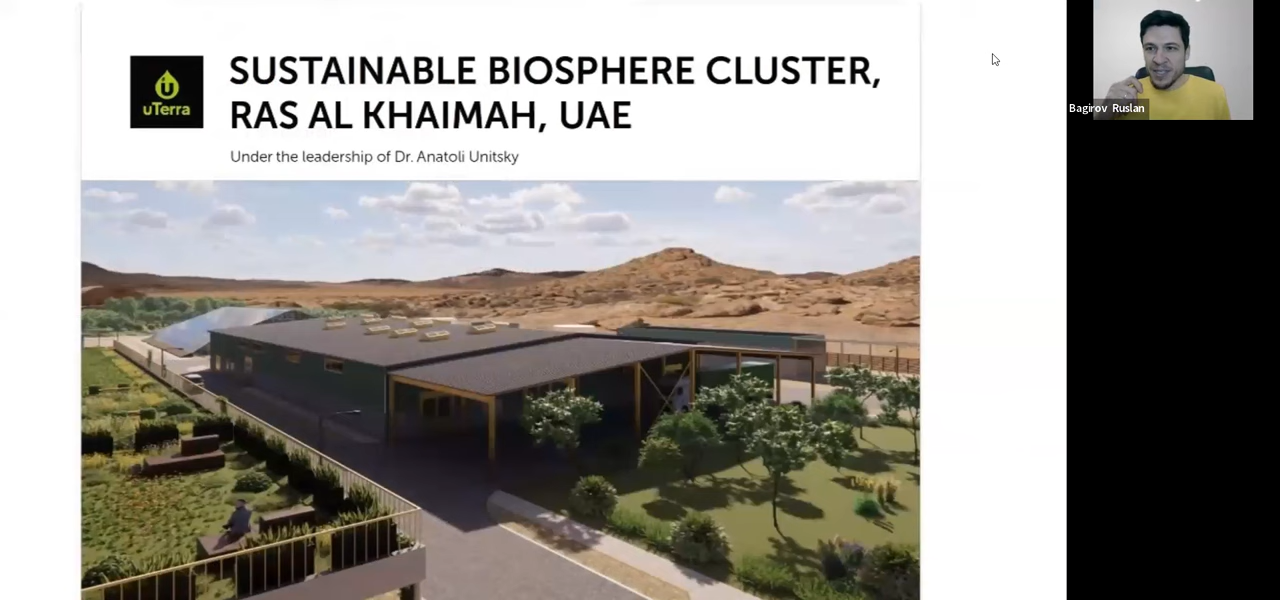 uTerra
SUSTAINABLE BIOSPHERE CLUSTER,
RAS AL KHAIMAH, UAE
Under the leadership of Dr. Anatoli Unitsky
Bagirov Ruslan